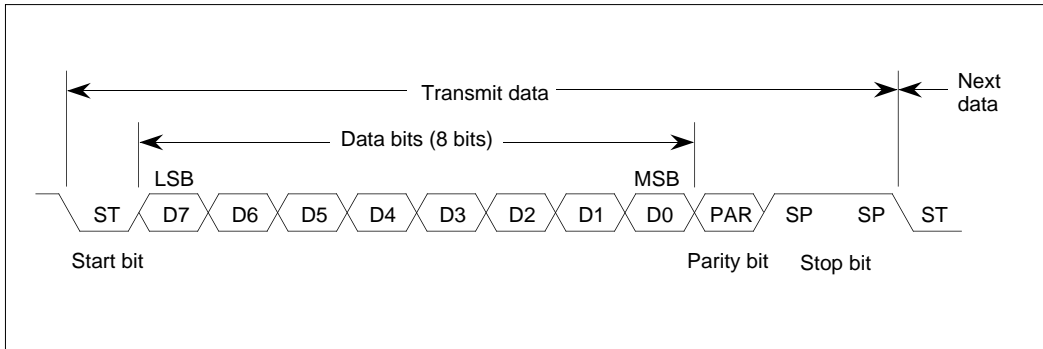 Transmit data
Next
data
Data bits (8 bits)
LSB
MSB
ST D7 D6 D5 D4 D3 D2 D1 D0 PAR SP SP ST
Start bit
Parity bit
Stop bit